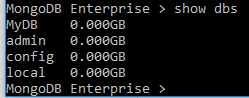 MongoDB Enterprise > show dbs
MyDB    0.000GB
admin   0.000GB
config  0.000GB
local   0.000GB
MongoDB Enterprise >